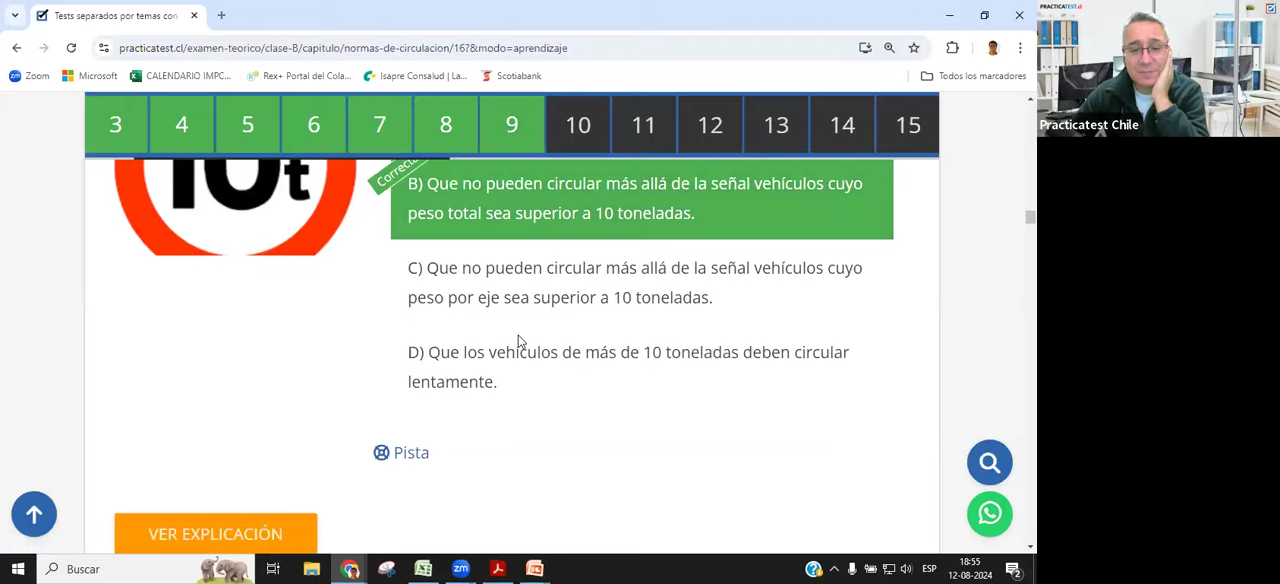 Tests separados por temas con
practicatest.cl/examen-teorico/clase-B/capitulo/normas-de-circulacion/167&modo=aprendizaje
Zoom
Microsoft
CALENDARIO IMPC...
Rex+ Portal del Cola...
Isapre Consalud | La...
Scotiabank
Todos los marcadores
PRACTICATEST.cl
Practicatest Chile
3 4 5 6 7 8 9 10 11 12 13 14 15
10t
B) Que no pueden circular más allá de la señal vehículos cuyo
peso total sea superior a 10 toneladas.
C) Que no pueden circular más allá de la señal vehículos cuyo
peso por eje sea superior a 10 toneladas.
D) Que los vehículos de más de 10 toneladas deben circular
lentamente.
Pista
VER EXPLICACIÓN
Buscar
ESP
18:55
12-08-2024
2